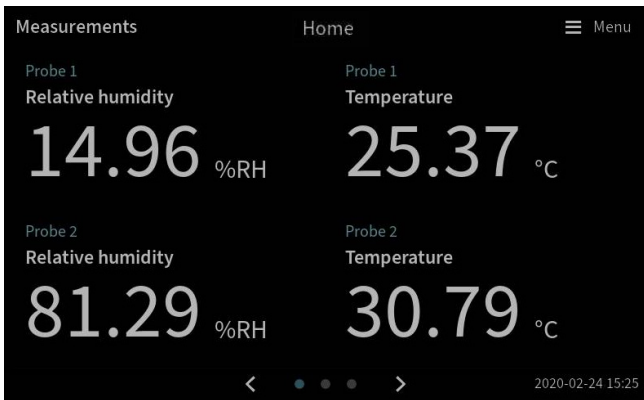 Measurements Home Menu
Probe 1 Probe 1
Relative humidity Temperature
14.96 %RH 25.37 °C
Probe 2 Probe 2
Relative humidity Temperature
81.29 %RH 30.79 °C
2020-02-24 15:25